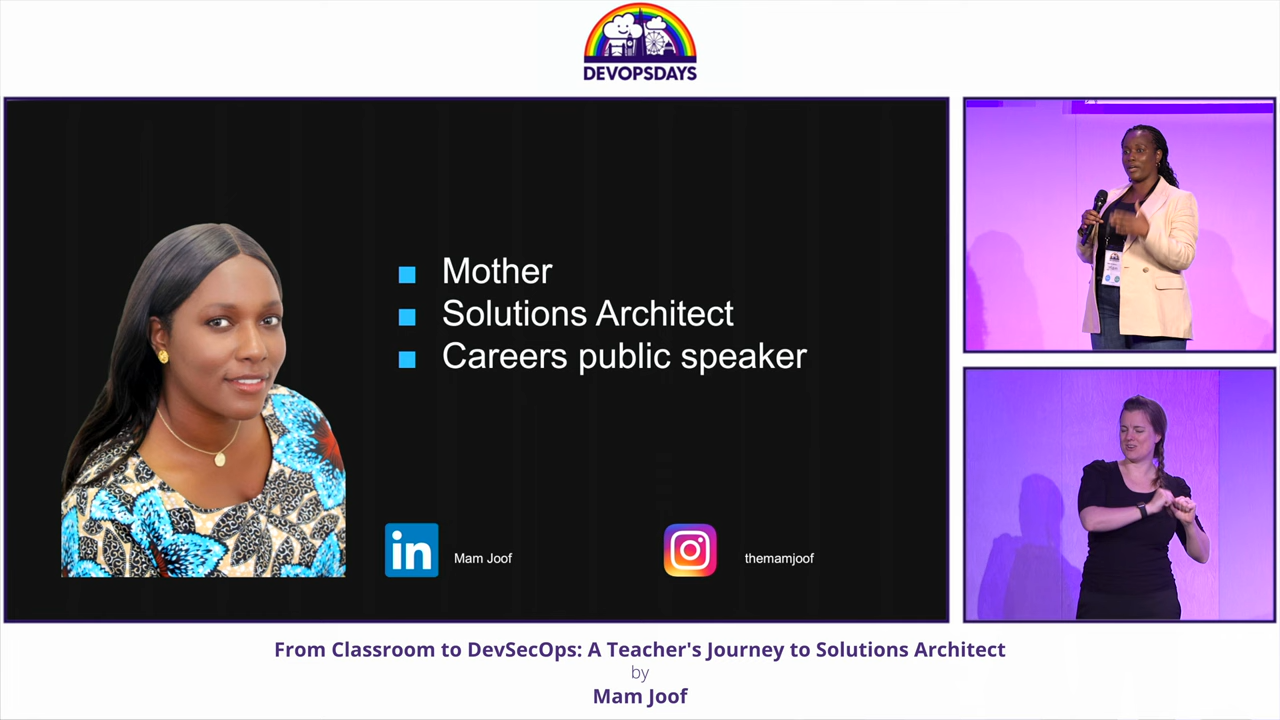 DEVOPSDAYS
Mother
Solutions Architect
Careers public speaker
in
Mam Joof
themamjoof
From Classroom to DevSecOps: A Teacher's Journey to Solutions Architect
by
Mam Joof